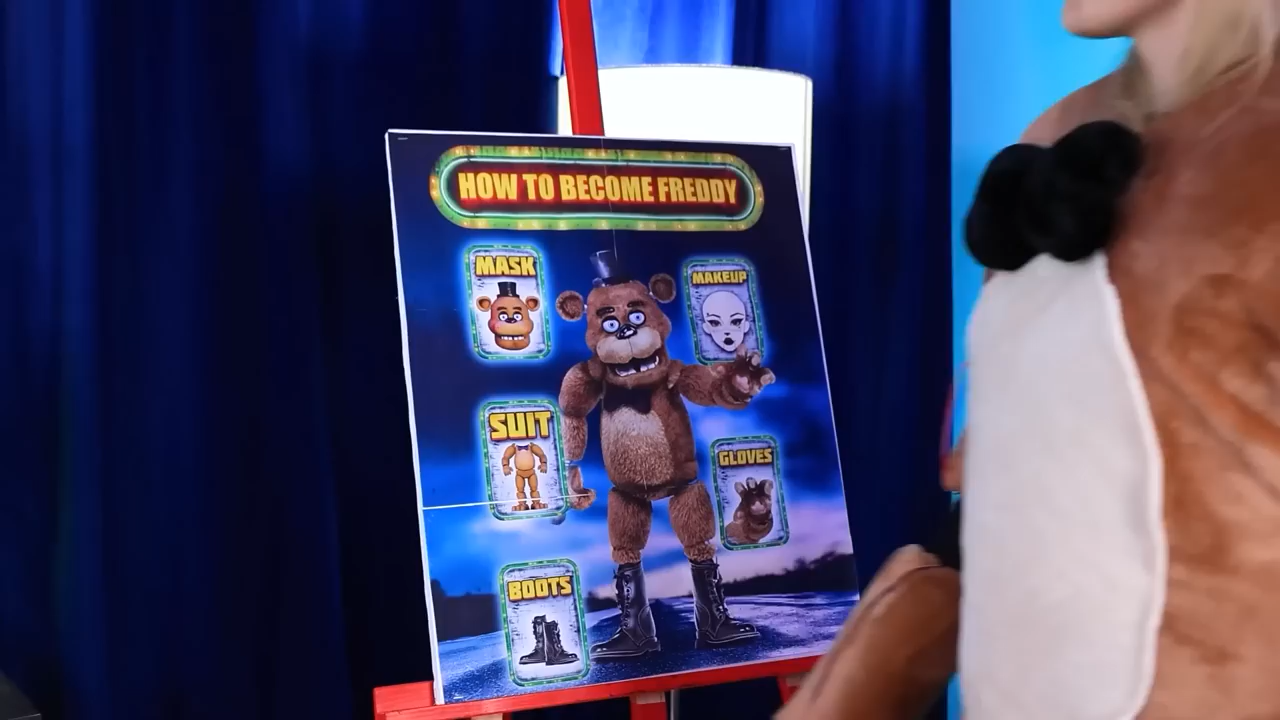 HOW TO BECOME FREDDY
MASK
MAKEUP
SUIT
GLOVES
BOOTS